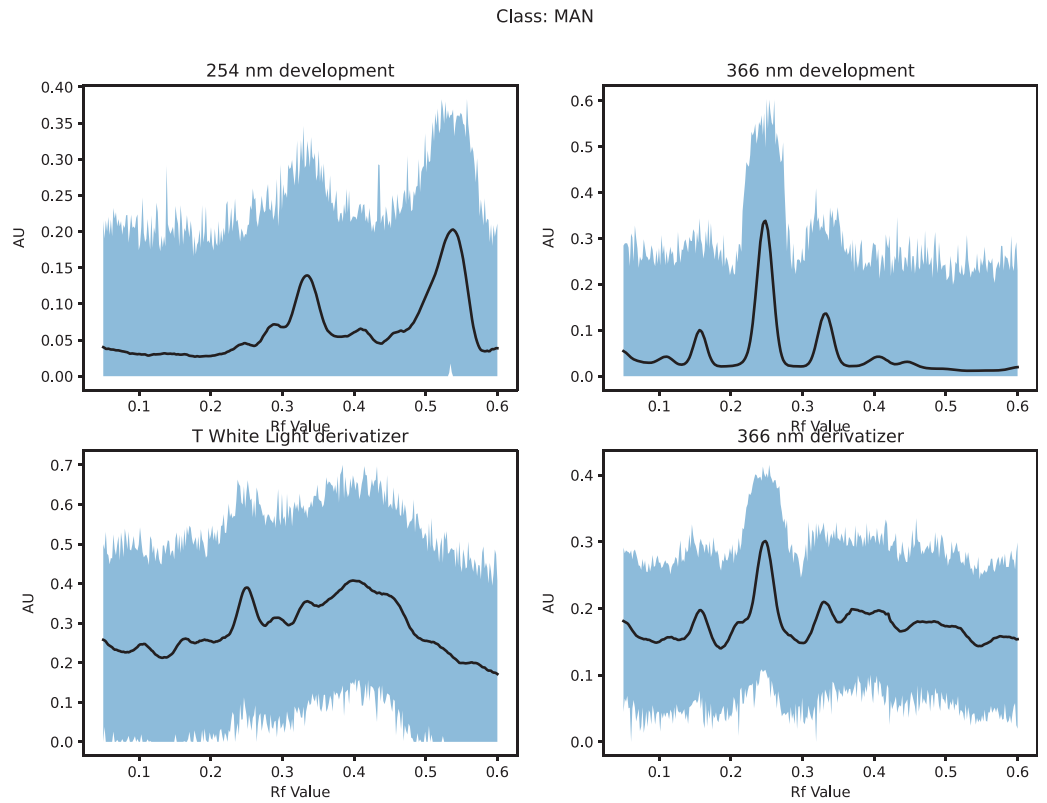 Class: MAN
254 nm development
366 nm development
0.40
0.35
0.30
0.25
0.20
0.15
0.10
0.05
0.00
AU
0.1 0.2 0.3 0.4 0.5 0.6
Rf Value
0.6
0.5
0.4
0.3
0.2
0.1
0.0
AU
0.1 0.2 0.3 0.4 0.5 0.6
Rf Value
T White Light derivatizer
366 nm derivatizer
0.7
0.6
0.5
0.4
0.3
0.2
0.1
0.0
AU
0.1 0.2 0.3 0.4 0.5 0.6
Rf Value
0.4
0.3
0.2
0.1
0.0
AU
0.1 0.2 0.3 0.4 0.5 0.6
Rf Value